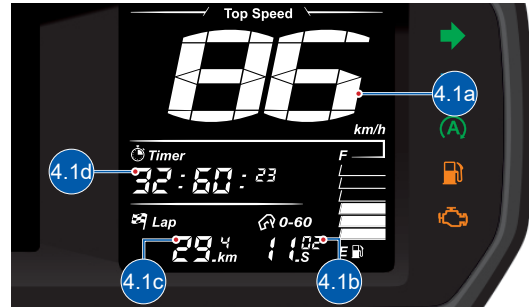 Top Speed
86
4.1a
km/h
(A)
Timer
F
4.1d
32 : 60 : 23
Lap
0-60
29.4 km
11.02 S
E
4.1c
4.1b